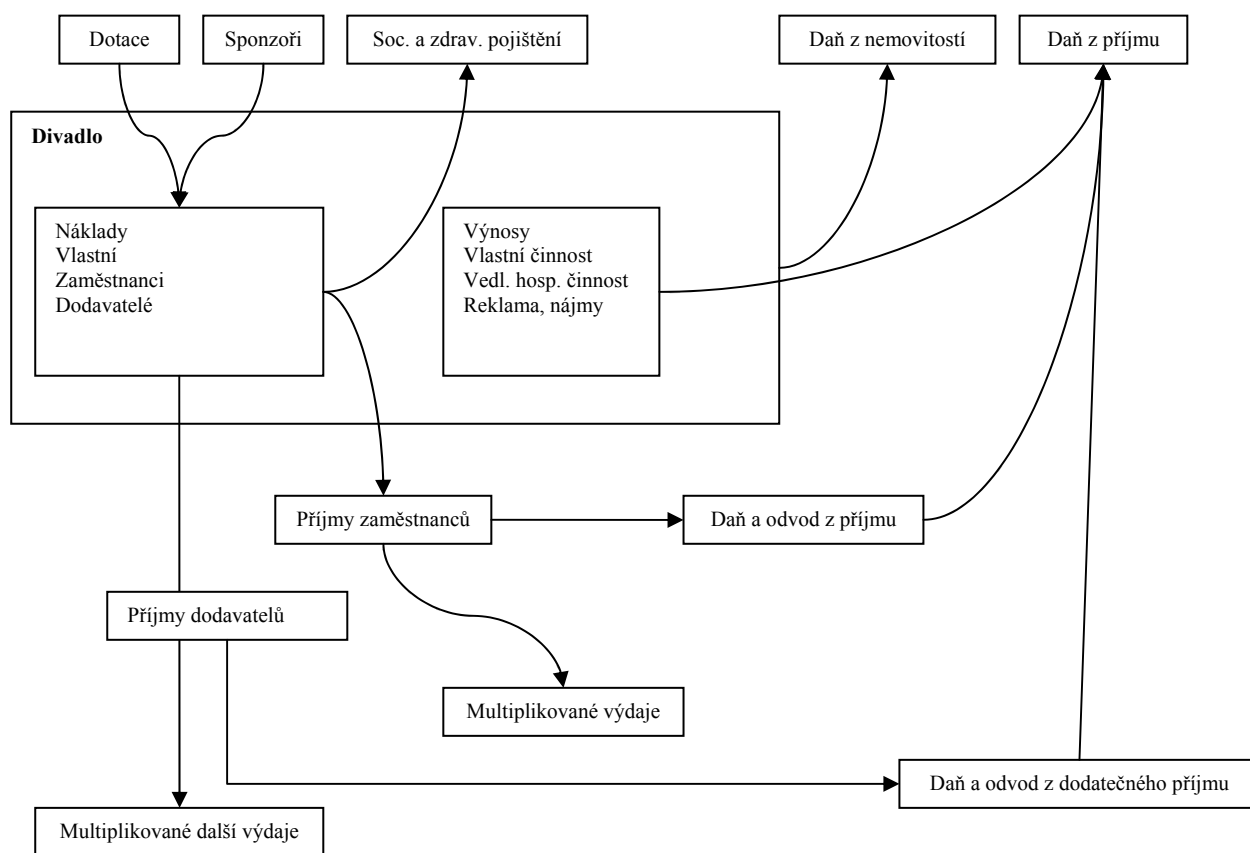 Dotace
Sponzoři
Soc. a zdrav. pojištění
Daň z nemovitostí
Daň z příjmu
Divadlo
Náklady
Vlastní
Zaměstnanci
Dodavatelé
Výnosy
Vlastní činnost
Vedl. hosp. činnost
Reklama, nájmy
Příjmy zaměstnanců
Daň a odvod z příjmu
Příjmy dodavatelů
Multiplikované výdaje
Daň a odvod z dodatečného příjmu
Multiplikované další výdaje